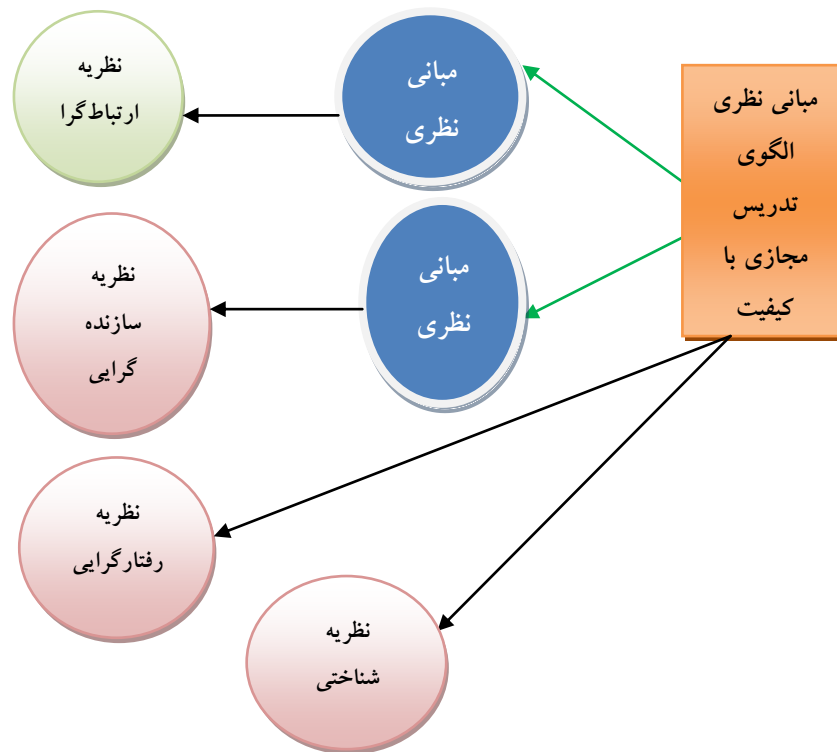 مبانی نظری
الگوی
تدریس
مجازی با
کیفیت
مبانی
نظری
نظریه
ارتباط‌گرا
مبانی
نظری
نظریه
سازنده
گرایی
نظریه
رفتارگرایی
نظریه
شناختی